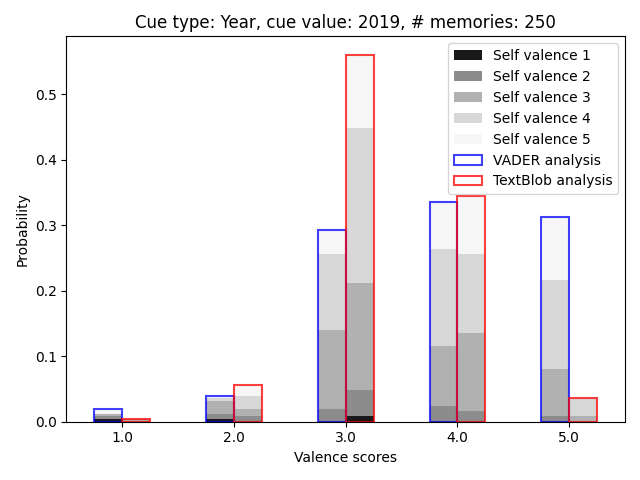 Cue type: Year, cue value: 2019, # memories: 250
Self valence 1
Self valence 2
Self valence 3
Self valence 4
Self valence 5
VADER analysis
TextBlob analysis
Probability
0.5
0.4
0.3
0.2
0.1
0.0
1.0 2.0 3.0 4.0 5.0
Valence scores